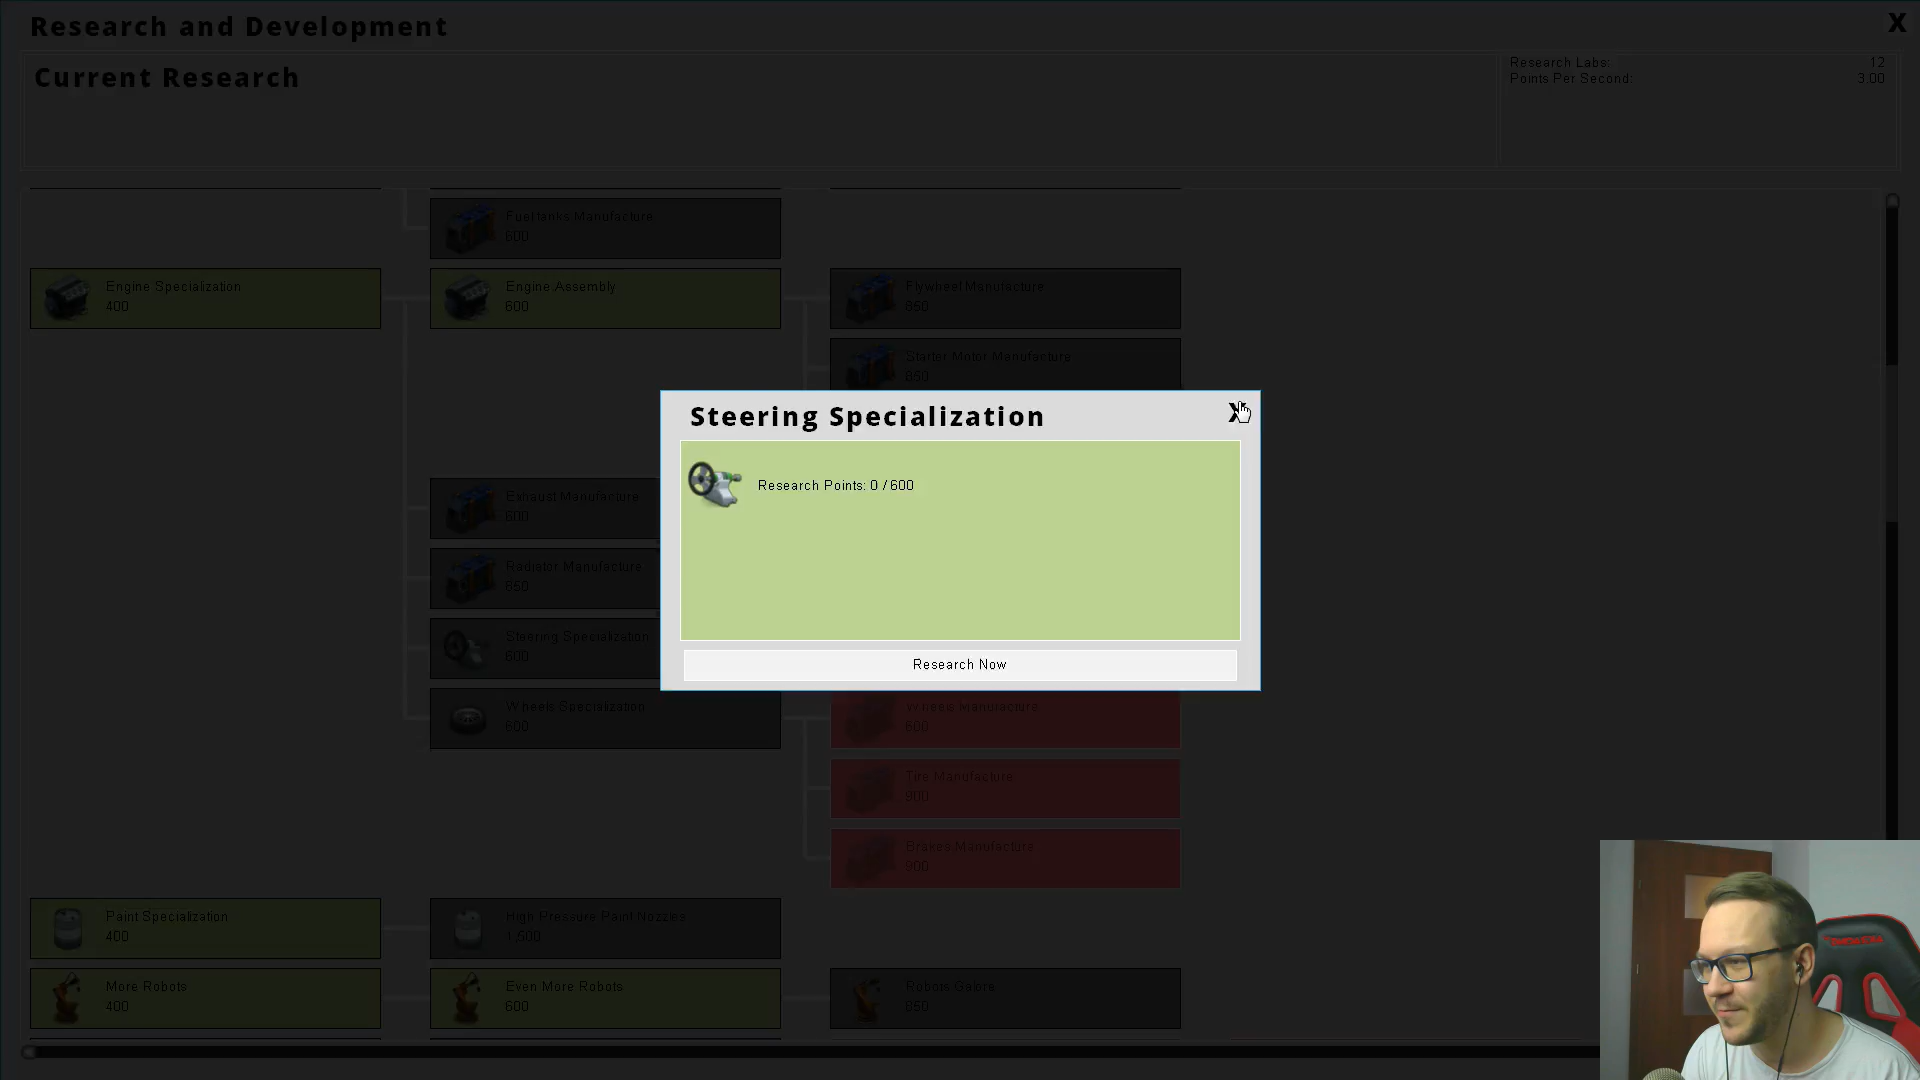 Research and Development
X
Current Research
Research Labs: 12
Points Per Second: 3.00
Fuel tanks Manufacture
600
Engine Specialization
400
Engine Assembly
600
Flywheel Manufacture
850
Starter Motor Manufacture
850
Steering Specialization
X
Research Points: 0 / 600
Research Now
Exhaust Manufacture
600
Radiator Manufacture
650
Steering Specialization
600
Wheels Specialization
600
Wheels Manufacture
600
Tire Manufacture
900
Brakes Manufacture
900
Paint Specialization
400
High Pressure Paint Nozzles
1,500
More Robots
400
Even More Robots
600
Robots Galore
850